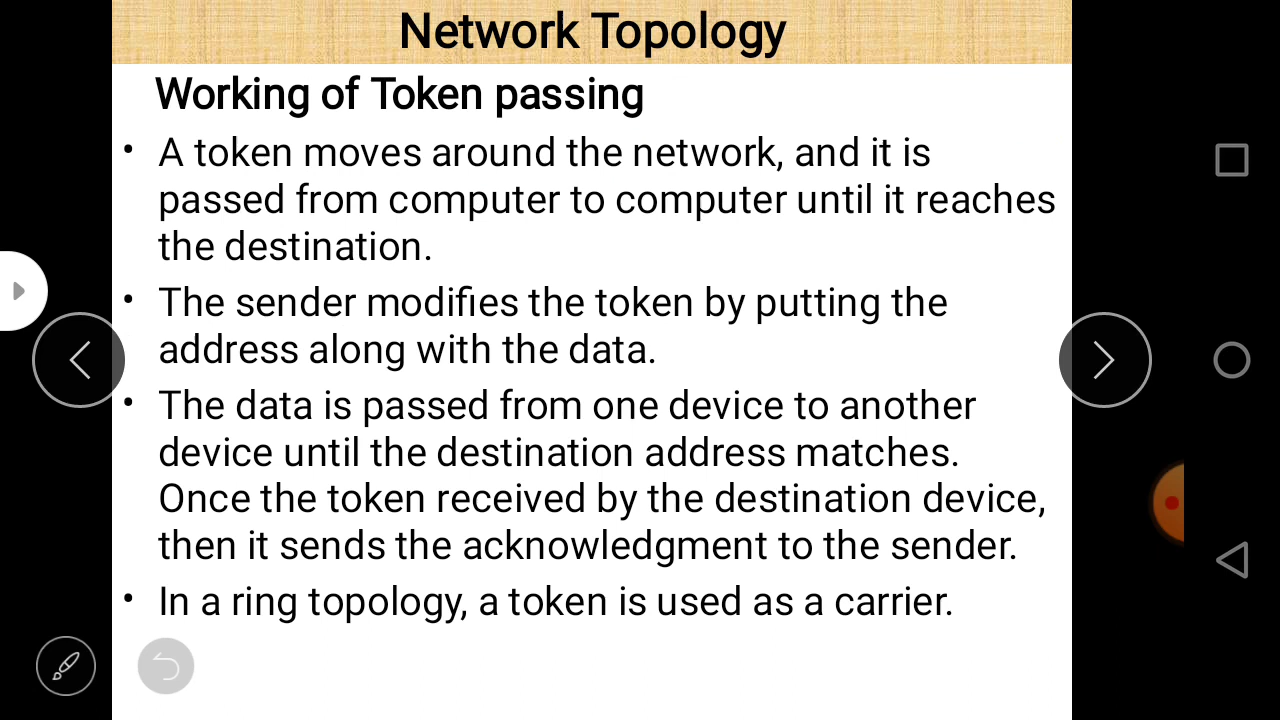 Network Topology
Working of Token passing
• A token moves around the network, and it is
passed from computer to computer until it reaches
the destination.
• The sender modifies the token by putting the
address along with the data.
• The data is passed from one device to another
device until the destination address matches.
Once the token received by the destination device,
then it sends the acknowledgment to the sender.
• In a ring topology, a token is used as a carrier.